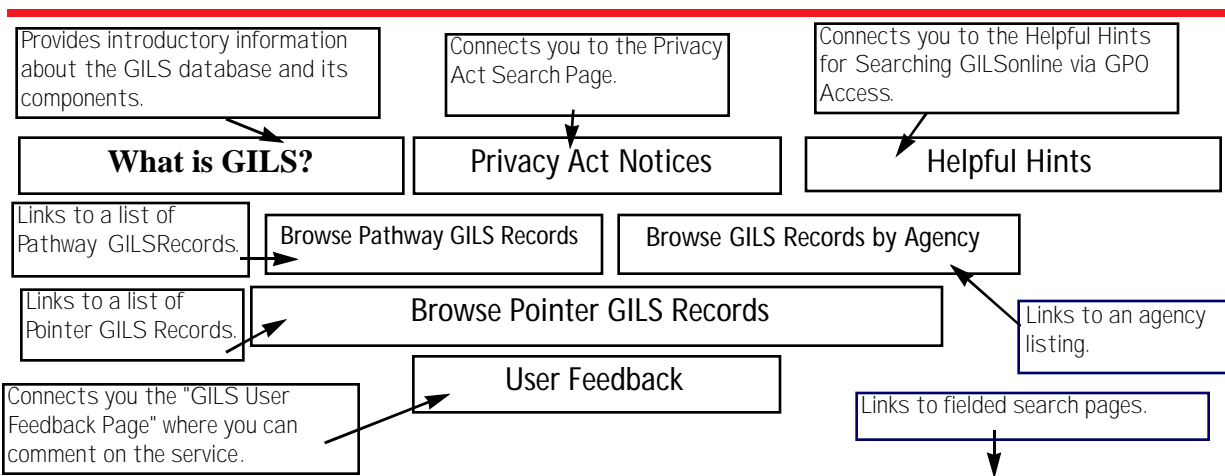 Provides introductory information
about the GILS database and its
components.
Connects you to the Privacy
Act Search Page.
Connects you to the Helpful Hints
for Searching GILSonline via GPO
Access.
What is GILS?
Privacy Act Notices
Helpful Hints
Links to a list of
Pathway GILSRecords.
Browse Pathway GILS Records
Browse GILS Records by Agency
Links to a list of
Pointer GILS Records.
Browse Pointer GILS Records
Links to an agency
listing.
User Feedback
Connects you the "GILS User
Feedback Page" where you can
comment on the service.
Links to fielded search pages.